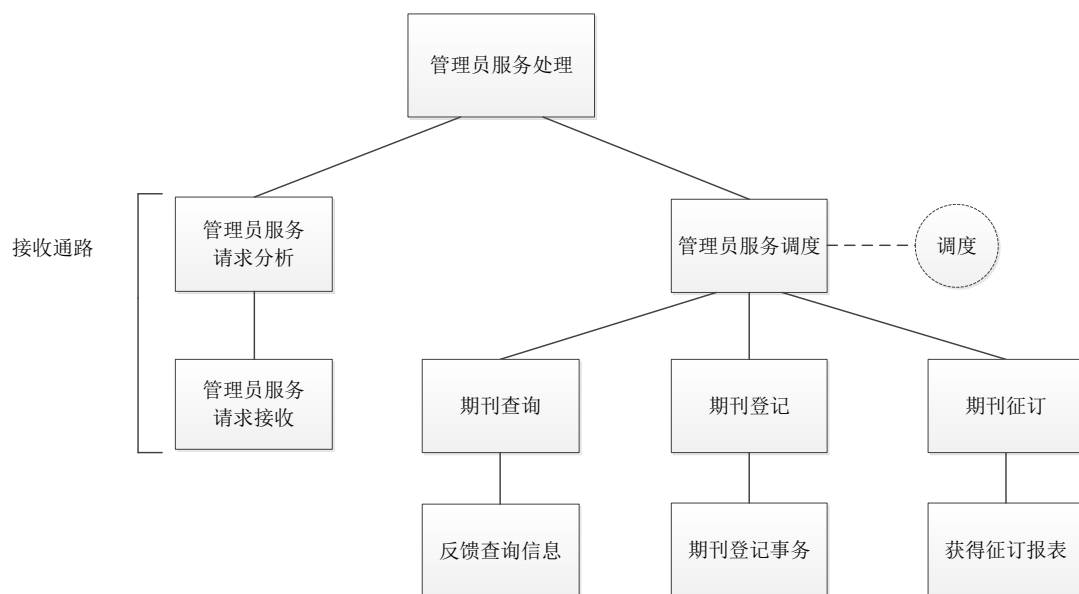 管理员服务处理
接收通路
管理员服务
请求分析
管理员服务调度
调度
管理员服务
请求接收
期刊查询
期刊登记
期刊征订
反馈查询信息
期刊登记事务
获得征订报表